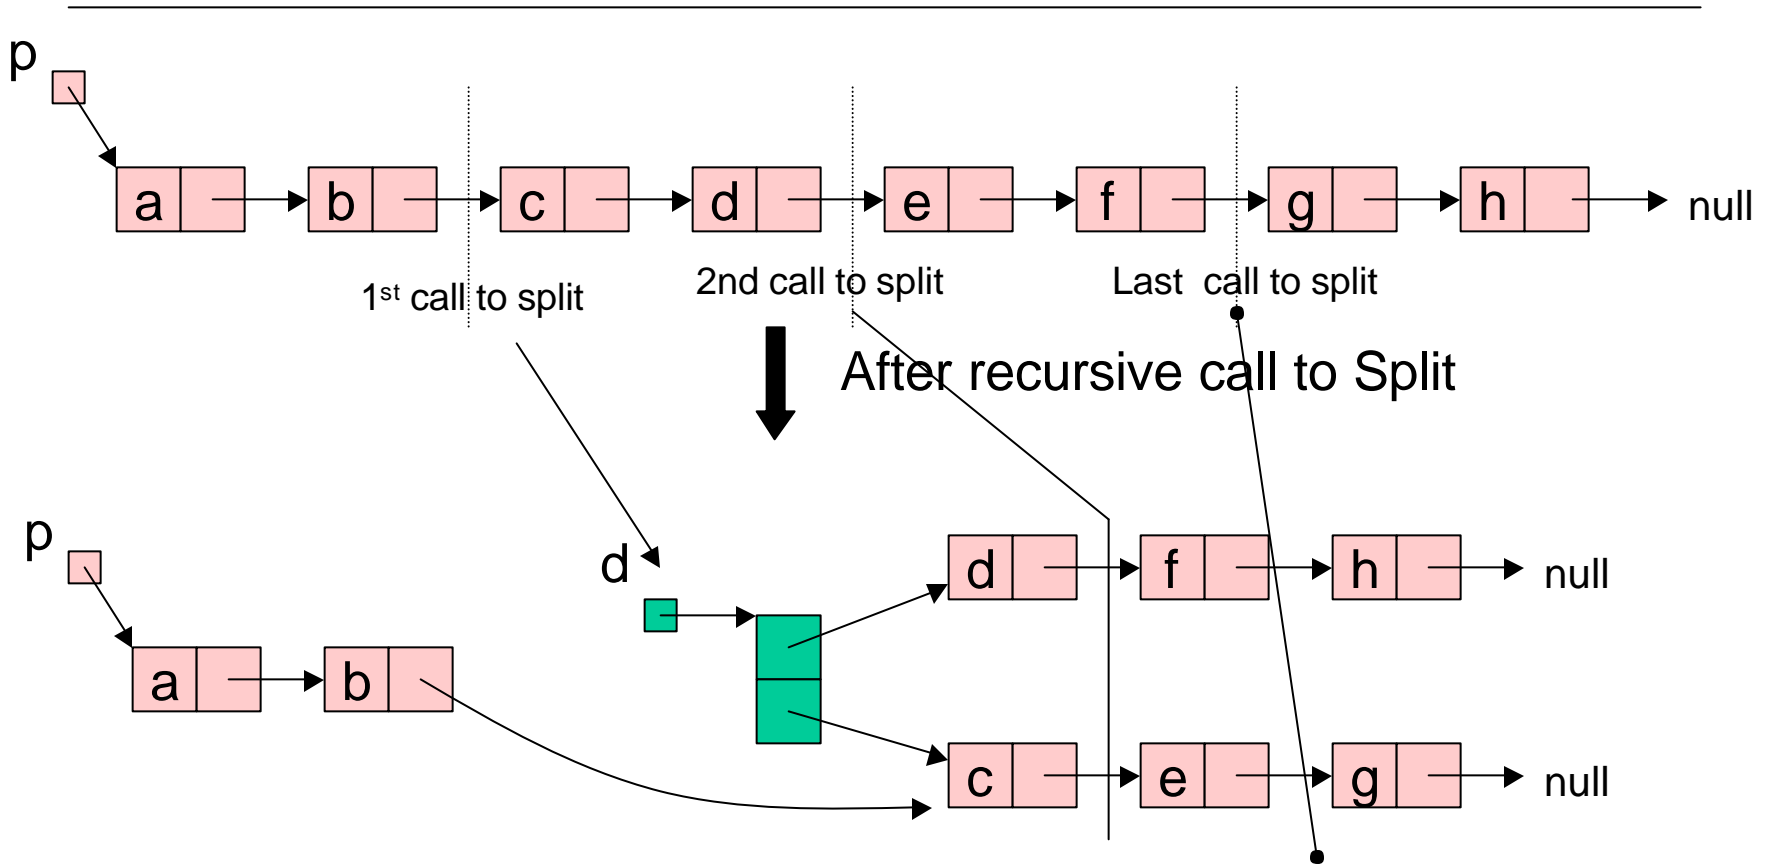 p
a b c d e f g h null
1st call to split 2nd call to split Last call to split
After recursive call to Split
p
d
d f h null
a b
c e g null